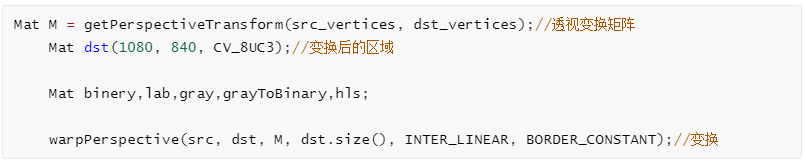 Mat M = getPerspectiveTransform(src_vertices, dst_vertices);//透视变换矩阵
Mat dst(1080, 840, CV_8UC3);//变换后的区域
Mat binery,lab,gray,grayToBinary,hls;
warpPerspective(src, dst, M, dst.size(), INTER_LINEAR, BORDER_CONSTANT);//变换